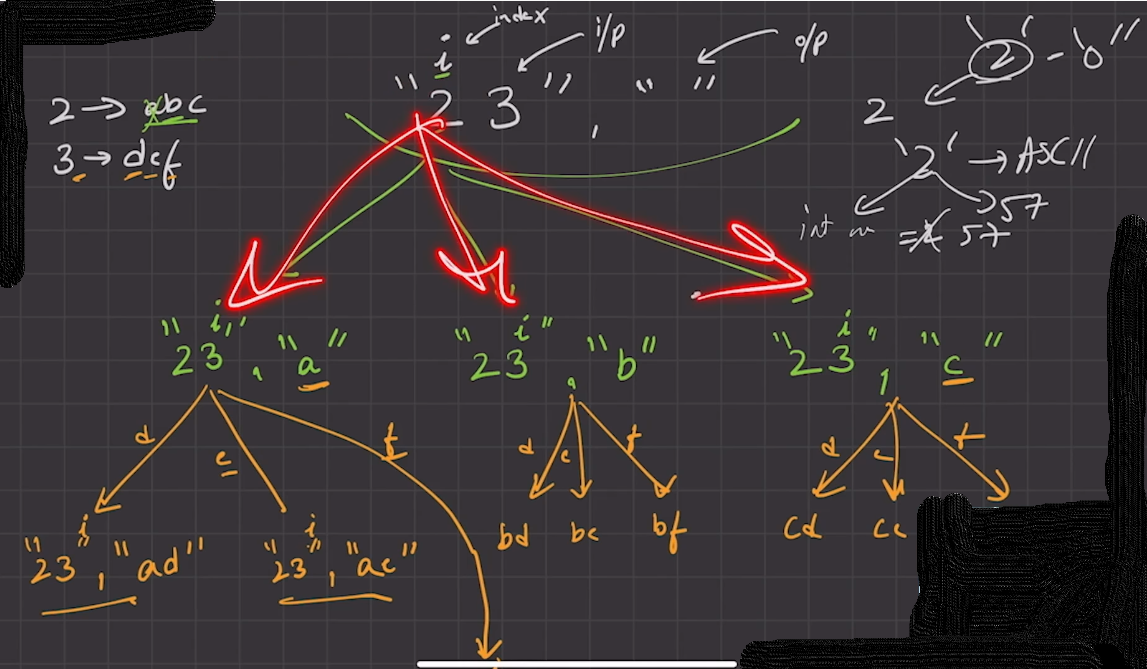 index
i
i/p
o/p
"23", " "
'2' - '0'
2
2 → abc
3 → def
'2' → ASCII
57
int = 57
i i i
"23", "a" "23", "b" "23", "c"
d e f d e f d e f
i i
"23", "ad" "23", "ae" bd be bf cd ce